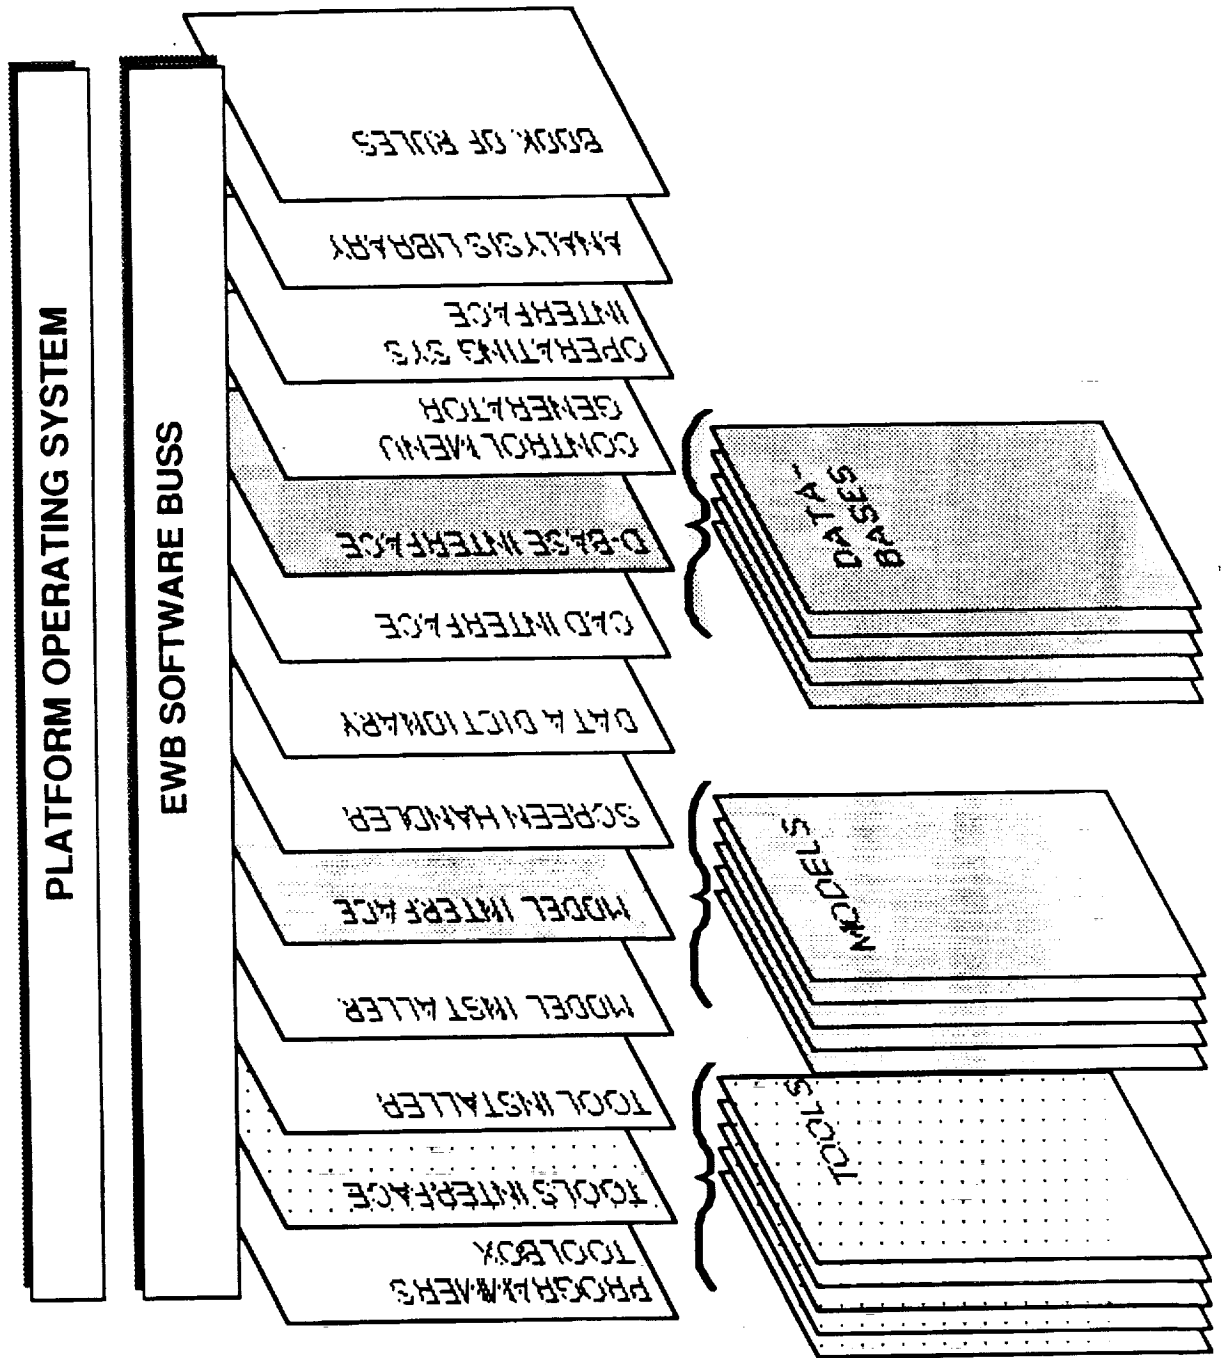 PLATFORM OPERATING SYSTEM
EWB SOFTWARE BUSS
BOOK OF RULES
ANALYSIS LIBRARY
OPERATING SYS
INTERFACE
CONTROL MENU
GENERATOR
D-BASE INTERFACE
CAD INTERFACE
DATA DICTIONARY
SCREEN HANDLER
MODEL INTERFACE
MODEL INSTALLER
TOOL INSTALLER
TOOLS INTERFACE
PROGRAMMERS
TOOLBOX
DATA-
BASES
MODELS
TOOLS